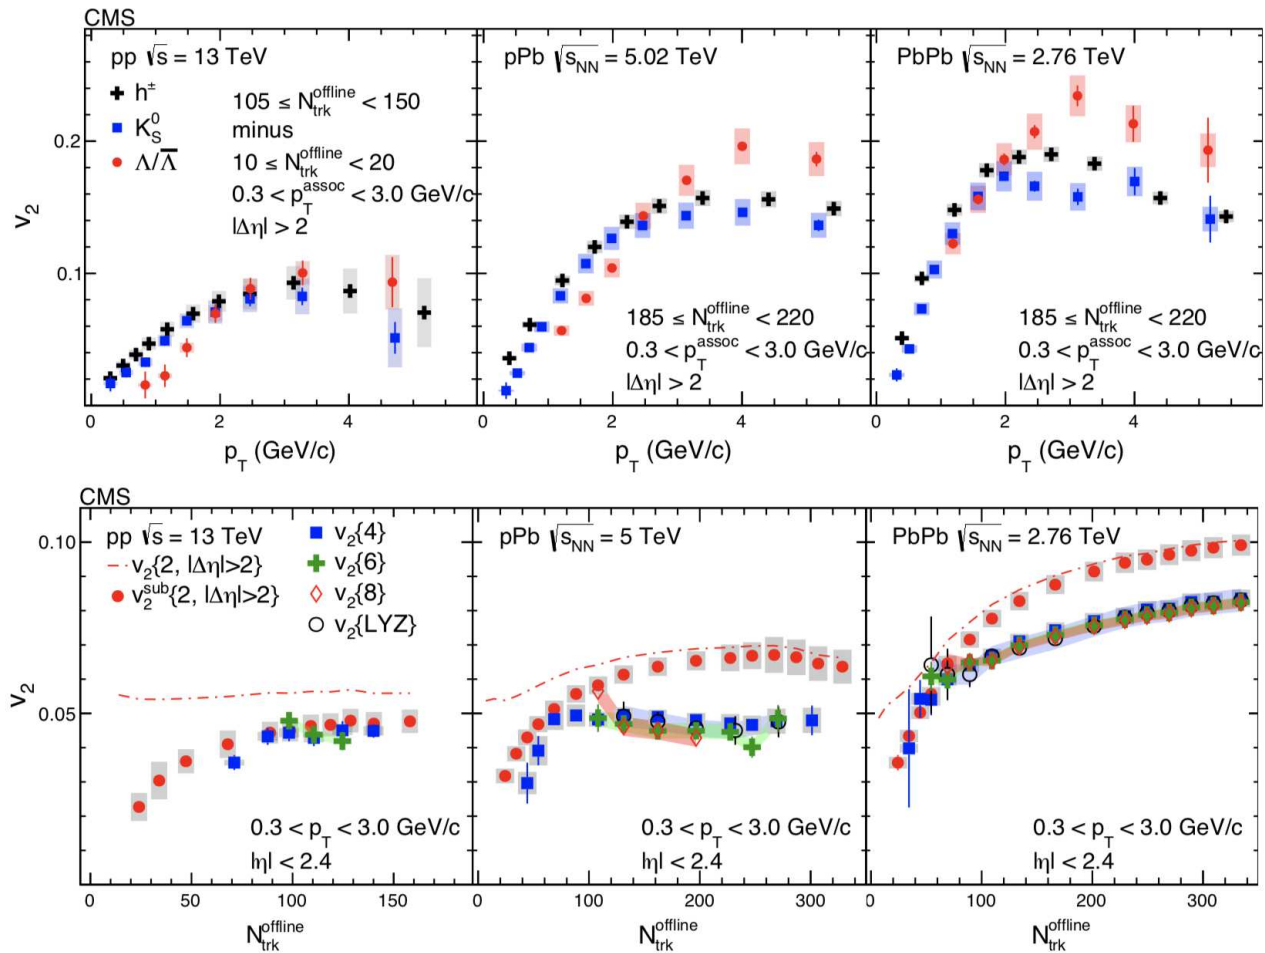 CMS
pp √s = 13 TeV
h±
K0S
Λ/Λ̅
105 ≤ Nofflinetrk < 150
minus
10 ≤ Nofflinetrk < 20
0.3 < passocT < 3.0 GeV/c
|Δη| > 2
pPb √sNN = 5.02 TeV
185 ≤ Nofflinetrk < 220
0.3 < passocT < 3.0 GeV/c
|Δη| > 2
PbPb √sNN = 2.76 TeV
185 ≤ Nofflinetrk < 220
0.3 < passocT < 3.0 GeV/c
|Δη| > 2
v2
0.2
0.1
0 2 4 0 2 4 0 2 4
pT (GeV/c) pT (GeV/c) pT (GeV/c)
CMS
pp √s = 13 TeV
v2{2, |Δη|>2}
vsub2{2, |Δη|>2}
v2{4}
v2{6}
v2{8}
v2{LYZ}
0.3 < pT < 3.0 GeV/c
|η| < 2.4
pPb √sNN = 5 TeV
0.3 < pT < 3.0 GeV/c
|η| < 2.4
PbPb √sNN = 2.76 TeV
0.3 < pT < 3.0 GeV/c
|η| < 2.4
v2
0.10
0.05
0 50 100 150 0 100 200 300 0 100 200 300
Nofflinetrk Nofflinetrk Nofflinetrk